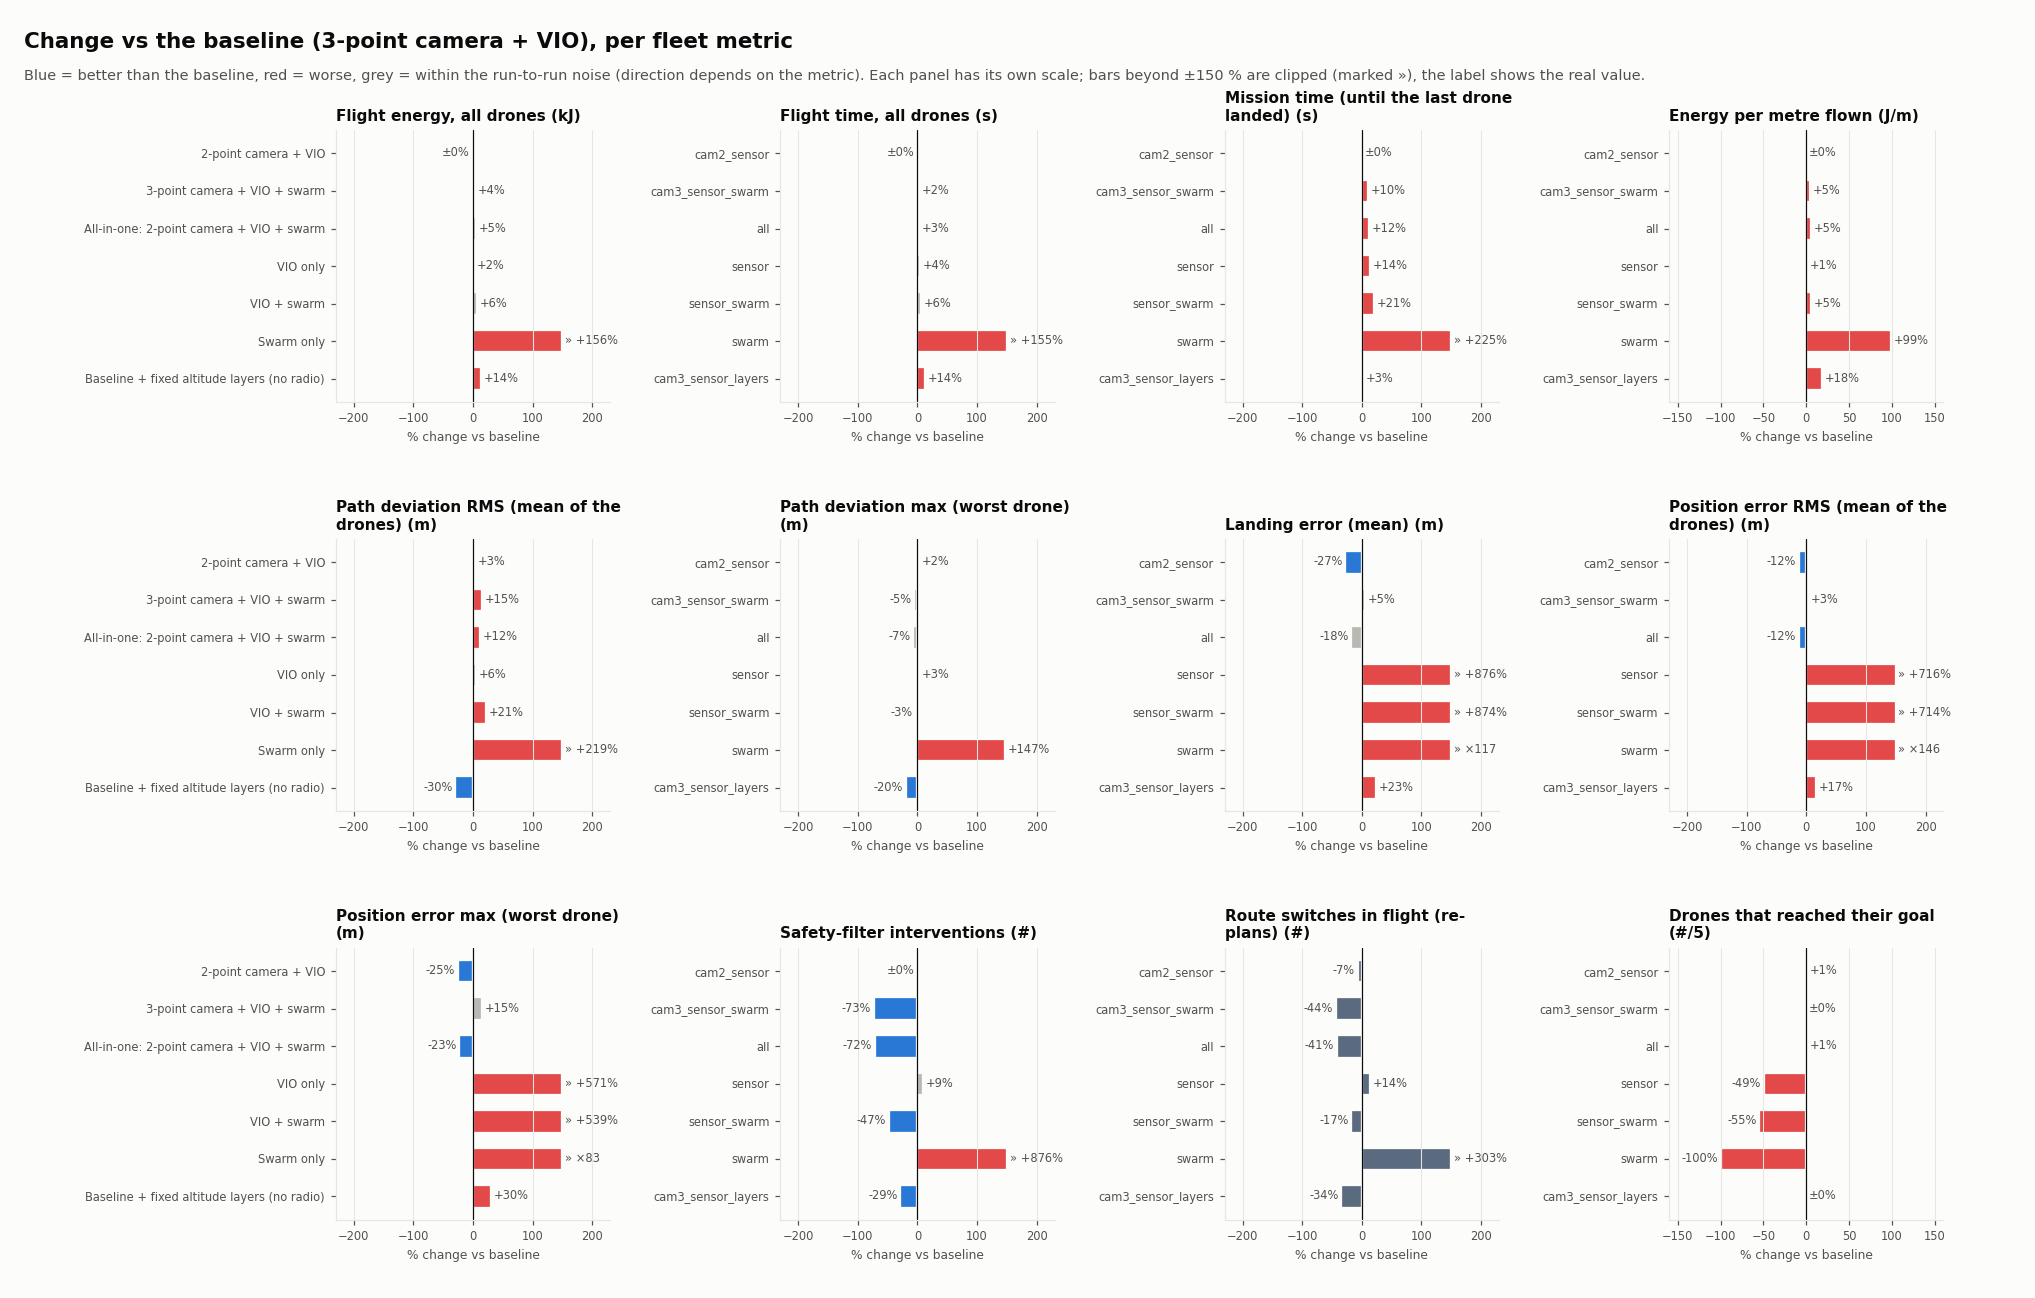 Change vs the baseline (3-point camera + VIO), per fleet metric
Blue = better than the baseline, red = worse, grey = within the run-to-run noise (direction depends on the metric). Each panel has its own scale; bars beyond ±150 % are clipped (marked »), the label shows the real value.
Flight energy, all drones (kJ)
2-point camera + VIO ±0%
3-point camera + VIO + swarm +4%
All-in-one: 2-point camera + VIO + swarm +5%
VIO only +2%
VIO + swarm +6%
Swarm only » +156%
Baseline + fixed altitude layers (no radio) +14%
−200 −100 0 100 200
% change vs baseline
Flight time, all drones (s)
cam2_sensor ±0%
cam3_sensor_swarm +2%
all +3%
sensor +4%
sensor_swarm +6%
swarm » +155%
cam3_sensor_layers +14%
−200 −100 0 100 200
% change vs baseline
Mission time (until the last drone
landed) (s)
cam2_sensor ±0%
cam3_sensor_swarm +10%
all +12%
sensor +14%
sensor_swarm +21%
swarm » +225%
cam3_sensor_layers +3%
−200 −100 0 100 200
% change vs baseline
Energy per metre flown (J/m)
cam2_sensor ±0%
cam3_sensor_swarm +5%
all +5%
sensor +1%
sensor_swarm +5%
swarm +99%
cam3_sensor_layers +18%
−150 −100 −50 0 50 100 150
% change vs baseline
Path deviation RMS (mean of the
drones) (m)
2-point camera + VIO +3%
3-point camera + VIO + swarm +15%
All-in-one: 2-point camera + VIO + swarm +12%
VIO only +6%
VIO + swarm +21%
Swarm only » +219%
Baseline + fixed altitude layers (no radio) -30%
−200 −100 0 100 200
% change vs baseline
Path deviation max (worst drone)
(m)
cam2_sensor +2%
cam3_sensor_swarm -5%
all -7%
sensor +3%
sensor_swarm -3%
swarm +147%
cam3_sensor_layers -20%
−200 −100 0 100 200
% change vs baseline
Landing error (mean) (m)
cam2_sensor -27%
cam3_sensor_swarm +5%
all -18%
sensor » +876%
sensor_swarm » +874%
swarm » ×117
cam3_sensor_layers +23%
−200 −100 0 100 200
% change vs baseline
Position error RMS (mean of the
drones) (m)
cam2_sensor -12%
cam3_sensor_swarm +3%
all -12%
sensor » +716%
sensor_swarm » +714%
swarm » ×146
cam3_sensor_layers +17%
−200 −100 0 100 200
% change vs baseline
Position error max (worst drone)
(m)
2-point camera + VIO -25%
3-point camera + VIO + swarm +15%
All-in-one: 2-point camera + VIO + swarm -23%
VIO only » +571%
VIO + swarm » +539%
Swarm only » ×83
Baseline + fixed altitude layers (no radio) +30%
−200 −100 0 100 200
% change vs baseline
Safety-filter interventions (#)
cam2_sensor ±0%
cam3_sensor_swarm -73%
all -72%
sensor +9%
sensor_swarm -47%
swarm » +876%
cam3_sensor_layers -29%
−200 −100 0 100 200
% change vs baseline
Route switches in flight (re-
plans) (#)
cam2_sensor -7%
cam3_sensor_swarm -44%
all -41%
sensor +14%
sensor_swarm -17%
swarm » +303%
cam3_sensor_layers -34%
−200 −100 0 100 200
% change vs baseline
Drones that reached their goal
(#/5)
cam2_sensor +1%
cam3_sensor_swarm ±0%
all +1%
sensor -49%
sensor_swarm -55%
swarm -100%
cam3_sensor_layers ±0%
−150 −100 −50 0 50 100 150
% change vs baseline